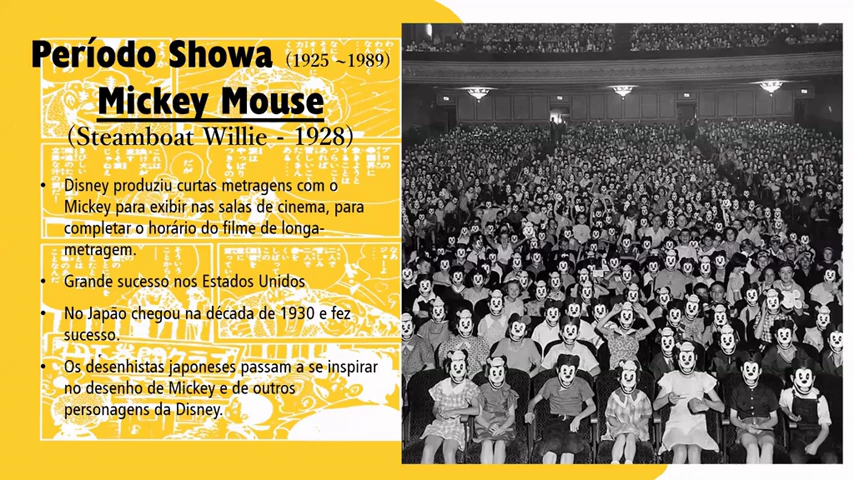 Período Showa (1925 ~1989)
Mickey Mouse
(Steamboat Willie - 1928)
• Disney produziu curtas metragens com o
Mickey para exibir nas salas de cinema, para
completar o horário do filme de longa-
metragem.
• Grande sucesso nos Estados Unidos
• No Japão chegou na década de 1930 e fez
sucesso.
• Os desenhistas japoneses passam a se inspirar
no desenho de Mickey e de outros
personagens da Disney.